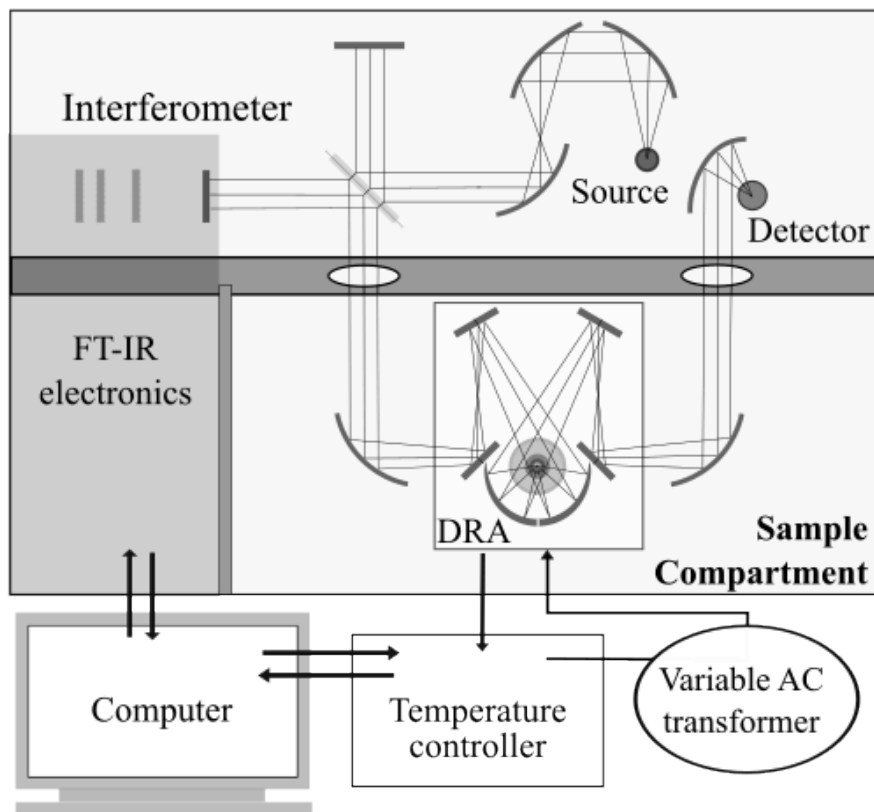 Interferometer
Source
Detector
FT-IR
electronics
DRA
Sample
Compartment
Computer
Temperature
controller
Variable AC
transformer